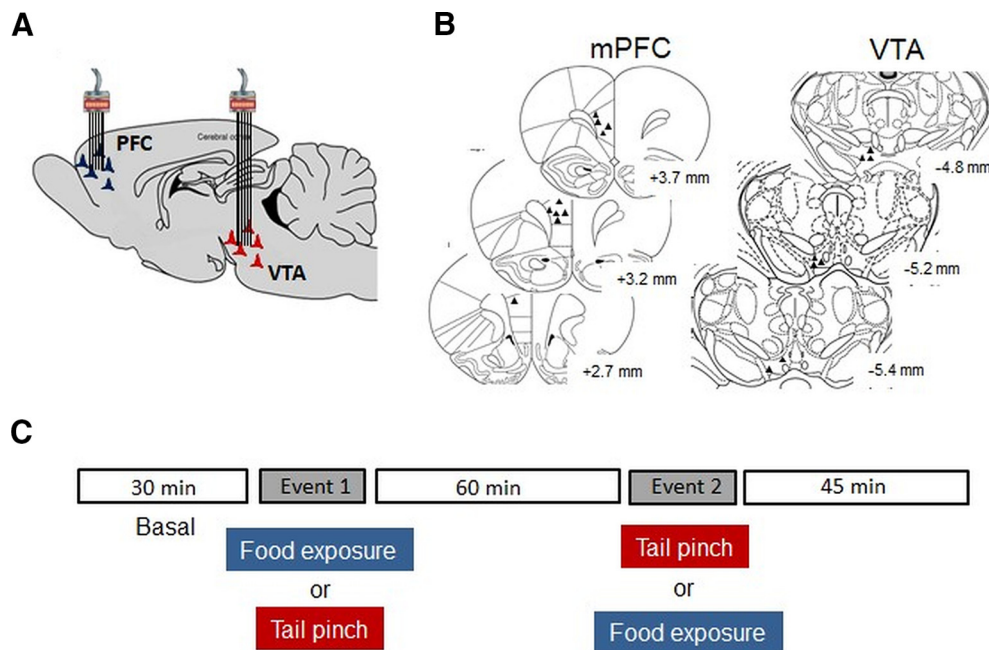 A
PFC
Cerebral cortex
VTA
B
mPFC
VTA
+3.7 mm
-4.8 mm
+3.2 mm
-5.2 mm
+2.7 mm
-5.4 mm
C
30 min
Event 1
60 min
Event 2
45 min
Basal
Food exposure
Tail pinch
or
or
Tail pinch
Food exposure